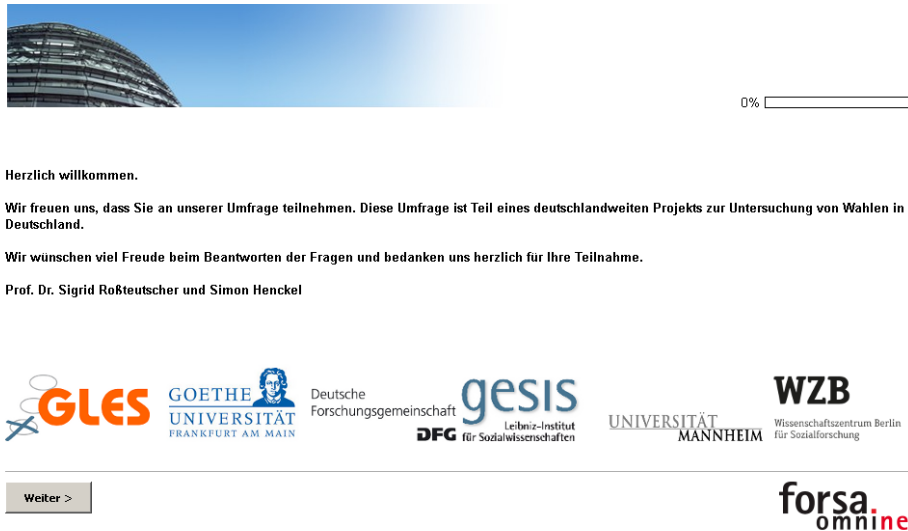 0%
Herzlich willkommen.
Wir freuen uns, dass Sie an unserer Umfrage teilnehmen. Diese Umfrage ist Teil eines deutschlandweiten Projekts zur Untersuchung von Wahlen in
Deutschland.
Wir wünschen viel Freude beim Beantworten der Fragen und bedanken uns herzlich für Ihre Teilnahme.
Prof. Dr. Sigrid Roßteutscher und Simon Henckel
GLES
GOETHE
UNIVERSITÄT
FRANKFURT AM MAIN
Deutsche
Forschungsgemeinschaft
DFG
gesis
Leibniz-Institut
für Sozialwissenschaften
UNIVERSITÄT
MANNHEIM
WZB
Wissenschaftszentrum Berlin
für Sozialforschung
Weiter >
forsa.
omnine